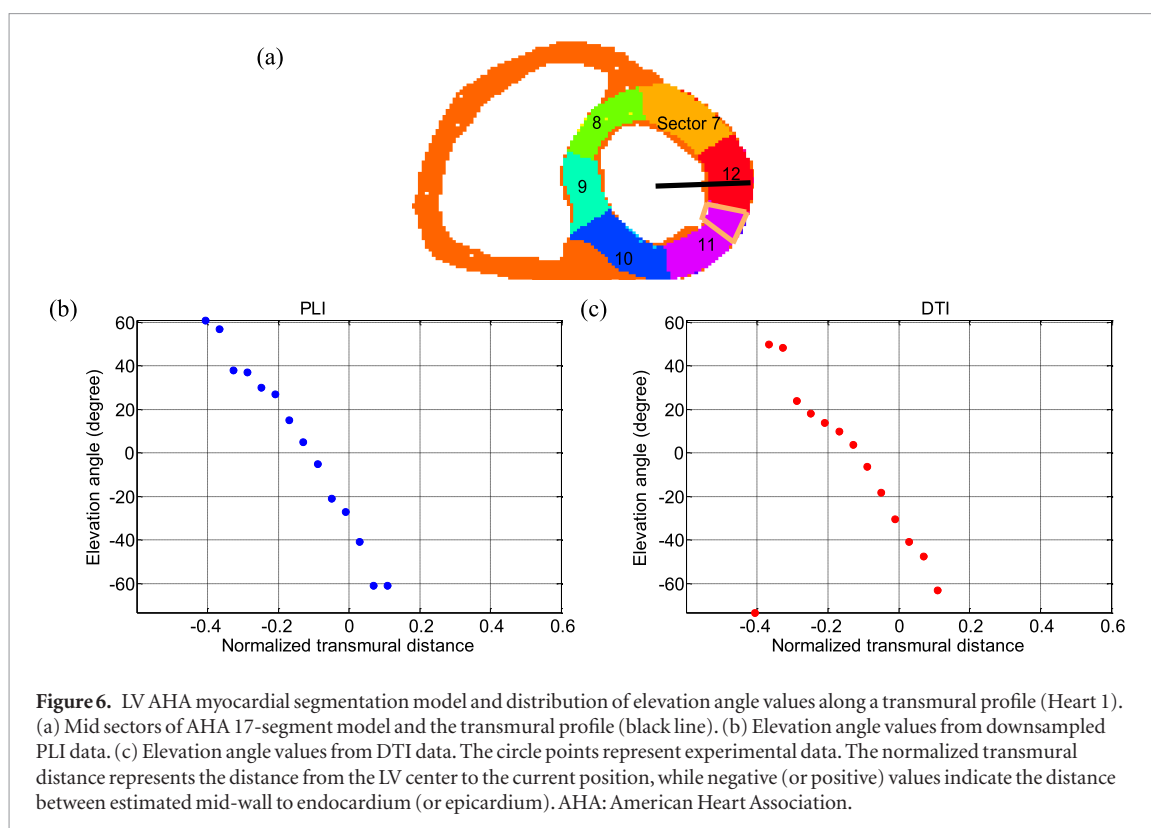 (a)
8
Sector 7
12
9
11
10
(b)
PLI
60
40
20
0
-20
-40
-60
Elevation angle (degree)
-0.4 -0.2 0 0.2 0.4 0.6
Normalized transmural distance
(c)
DTI
60
40
20
0
-20
-40
-60
Elevation angle (degree)
-0.4 -0.2 0 0.2 0.4 0.6
Normalized transmural distance
Figure 6. LV AHA myocardial segmentation model and distribution of elevation angle values along a transmural profile (Heart 1).
(a) Mid sectors of AHA 17-segment model and the transmural profile (black line). (b) Elevation angle values from downsampled
PLI data. (c) Elevation angle values from DTI data. The circle points represent experimental data. The normalized transmural
distance represents the distance from the LV center to the current position, while negative (or positive) values indicate the distance
between estimated mid-wall to endocardium (or epicardium). AHA: American Heart Association.